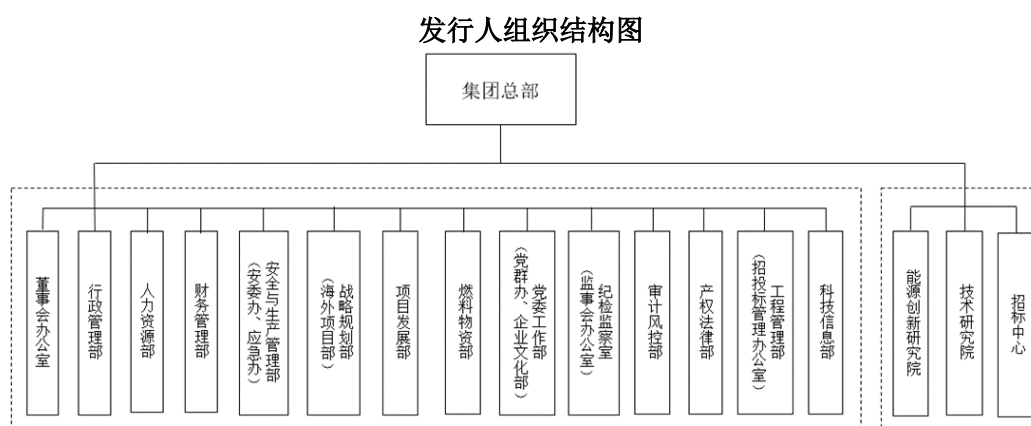 发行人组织结构图
集团总部
董事会办公室
行政管理部
人力资源部
财务管理部
安全与生产管理部
（安委办、应急办）
战略规划部
（海外项目部）
项目发展部
燃料物资部
党委工作部
（党群办、企业文化部）
纪检监察室
（监事会办公室）
审计风控部
产权法律部
工程管理部
（招投标管理办公室）
科技信息部
能源创新研究院
技术研究院
招标中心